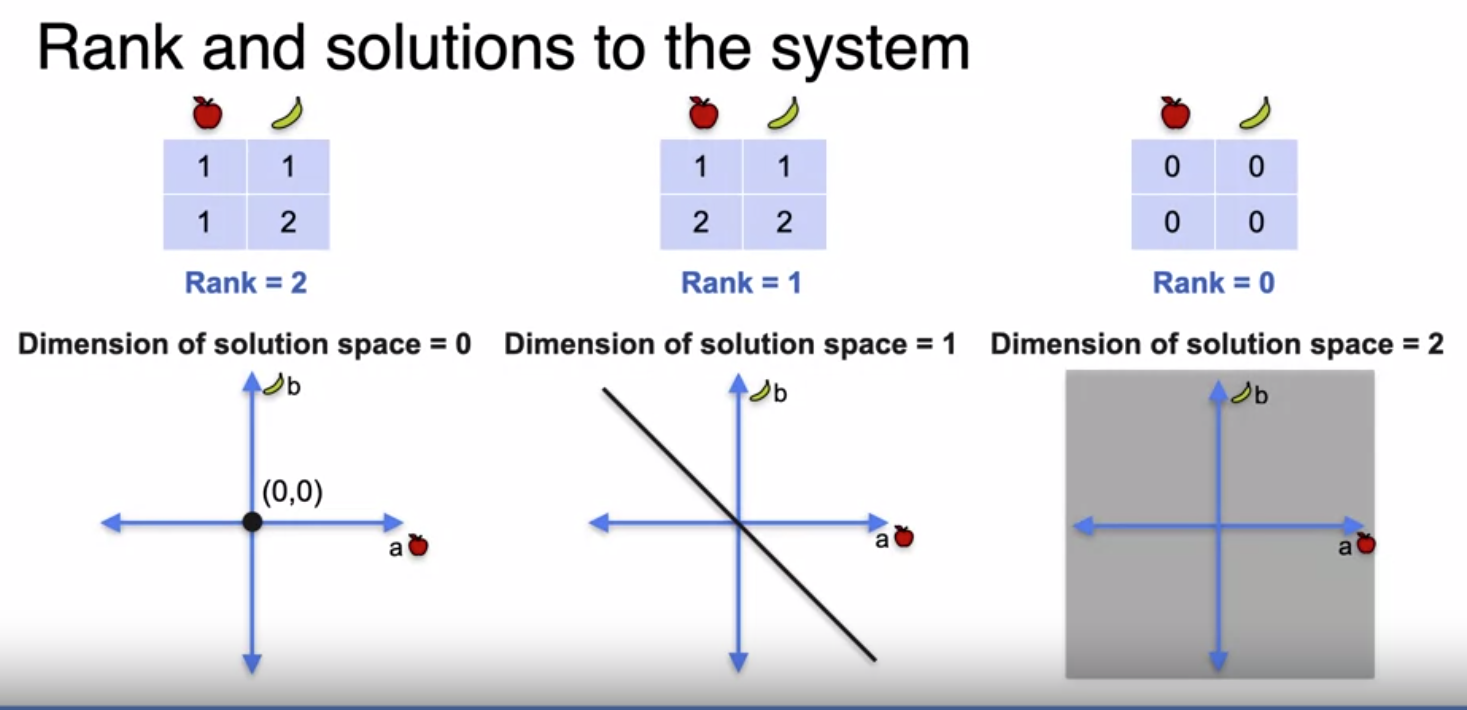 Rank and solutions to the system
1 1
1 2
Rank = 2
1 1
2 2
Rank = 1
0 0
0 0
Rank = 0
Dimension of solution space = 0
b
(0,0)
a
Dimension of solution space = 1
b
a
Dimension of solution space = 2
b
a